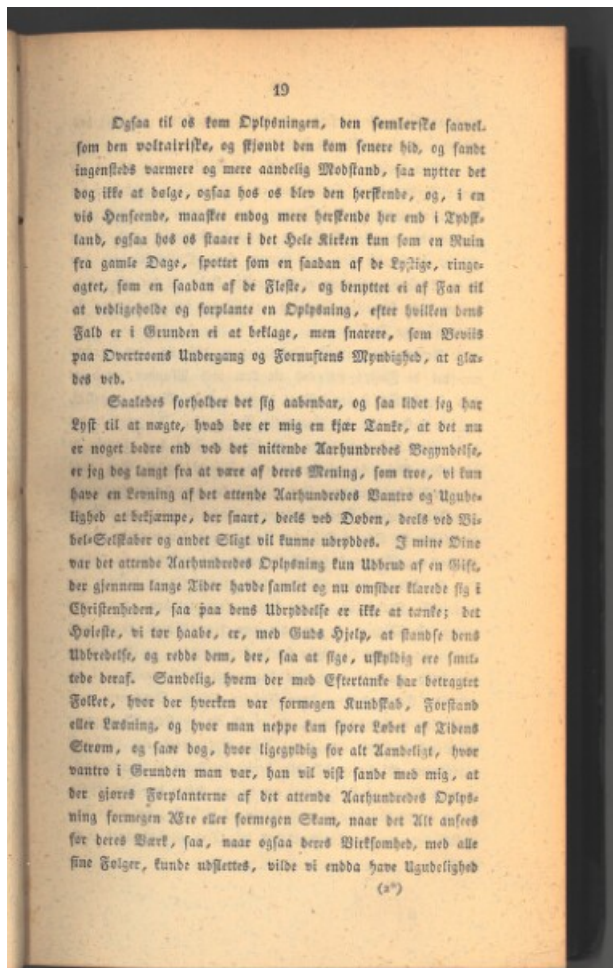 19
Ogsaa til os kom Oplysningen, den semlerske saavel-
som den voltairiske, og skjøndt den kom senere hid, og fandt
ingensteds varmere og mere aandelig Modstand, saa nytter det
dog ikke at dølge, ogsaa hos os blev den herskende, og, i en
vis Henseende, maaskee endog mere herskende her end i Tydsk-
land, ogsaa hos os staaer i det Hele Kirken kun som en Ruin
fra gamle Dage, spottet som en saadan af de Lystige, ringe-
agtet, som en saadan af de Fleste, og benyttet ei af Faa til
at vedligeholde og forplante en Oplysning, efter hvilken dens
Fald er i Grunden ei at beklage, men snarere, som Beviis
paa Overtroens Undergang og Fornuftens Myndighed, at glæ-
des ved.
Saaledes forholder det sig aabenbar, og saa lidet jeg har
Lyst til at nægte, hvad der er mig en kjær Tanke, at det nu
er noget bedre end ved det nittende Aarhundredes Begyndelse,
er jeg dog langt fra at være af deres Mening, som troe, vi kun
have en Levning af det attende Aarhundredes Vantro og Ugude-
lighed at bekjæmpe, der snart, deels ved Døden, deels ved Bi-
bel-Selskaber og andet Sligt vil kunne udryddes. I mine Øine
var det attende Aarhundredes Oplysning kun Udbrud af en Gift,
der gjennem lange Tider havde samlet og nu omsider klarede sig i
Christenheden, saa paa dens Udryddelse er ikke at tænke; det
Høieste, vi tør haabe, er, med Guds Hjelp, at standse dens
Udbredelse, og redde dem, der, saa at sige, uskyldig ere smit-
tede deraf. Sandelig, hvem der med Eftertanke har betragtet
Folket, hvor der hverken var formegen Kundskab, Forstand
eller Læsning, og hvor man neppe kan spore Løbet af Tidens
Strøm, og saae dog, hvor ligegyldig for alt Aandeligt, hvor
vantro i Grunden man var, han vil vist sande med mig, at
der gjøres Forplanterne af det attende Aarhundredes Oplys-
ning formegen Ære eller formegen Skam, naar det Alt ansees
for deres Værk, saa, naar ogsaa deres Virksomhed, med alle
sine Følger, kunde udslettes, vilde vi endda have Ugudelighed
(2*)